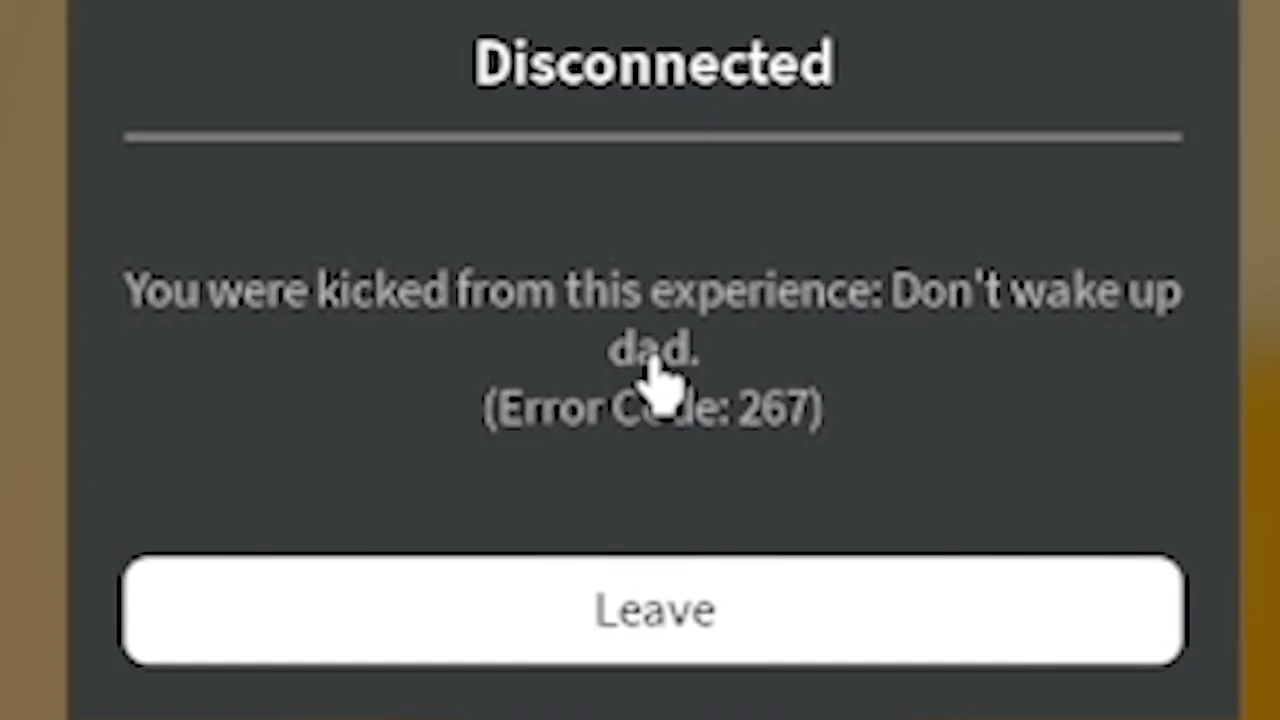 Disconnected
You were kicked from this experience: Don't wake up
dad.
(Error Code: 267)
Leave